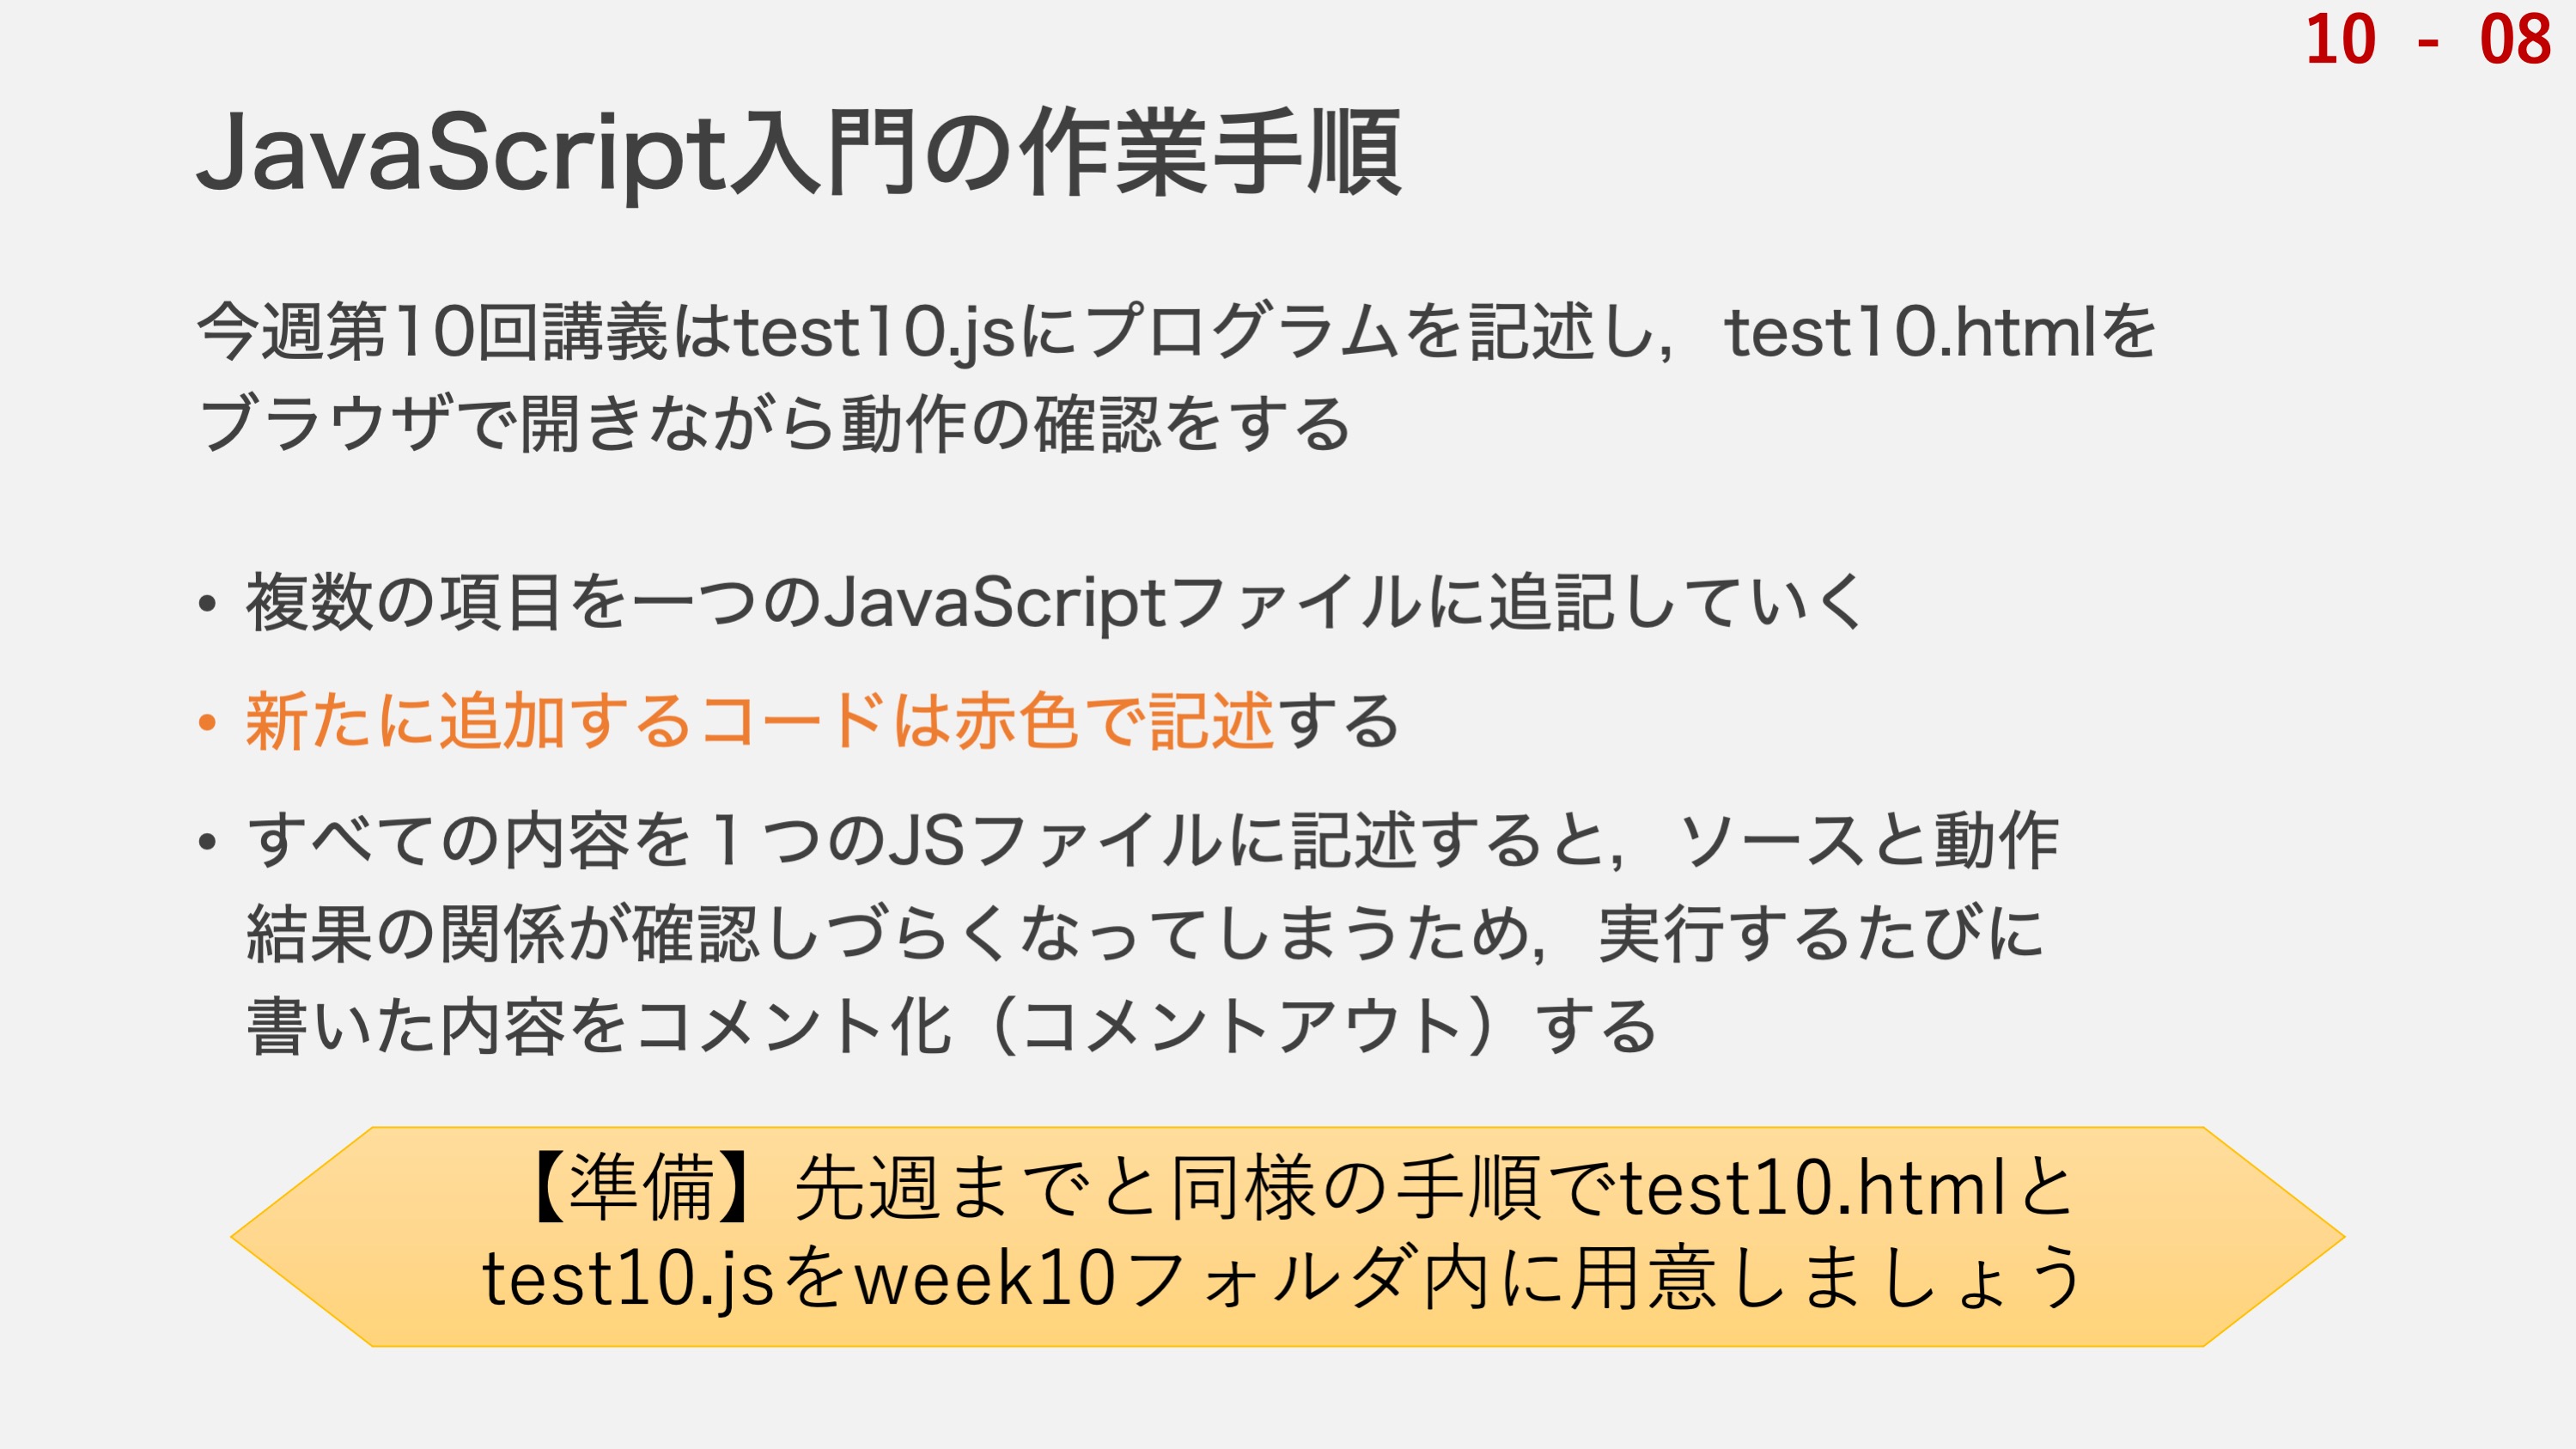 10 - 08
JavaScript入門の作業手順
今週第10回講義はtest10.jsにプログラムを記述し，test10.htmlを
ブラウザで開きながら動作の確認をする
• 複数の項目を一つのJavaScriptファイルに追記していく
• 新たに追加するコードは赤色で記述する
• すべての内容を１つのJSファイルに記述すると，ソースと動作
結果の関係が確認しづらくなってしまうため，実行するたびに
書いた内容をコメント化（コメントアウト）する
【準備】先週までと同様の手順でtest10.htmlと
test10.jsをweek10フォルダ内に用意しましょう